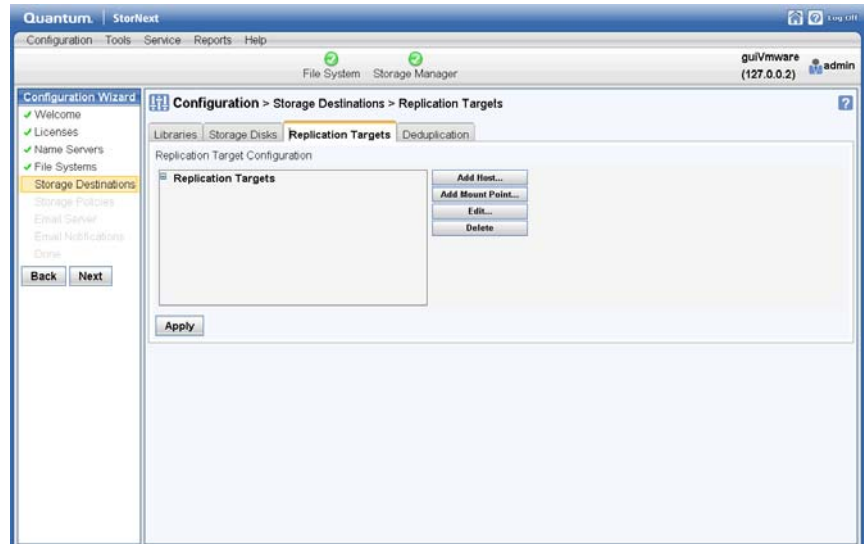 Quantum. StorNext
Log Off
Configuration Tools Service Reports Help
File System Storage Manager
guiVmware
(127.0.0.2)
admin
Configuration Wizard
Welcome
Licenses
Name Servers
File Systems
Storage Destinations
Storage Policies
Email Server
Email Notifications
Done
Back Next
Configuration > Storage Destinations > Replication Targets
Libraries Storage Disks Replication Targets Deduplication
Replication Target Configuration
Replication Targets
Add Host...
Add Mount Point...
Edit...
Delete
Apply